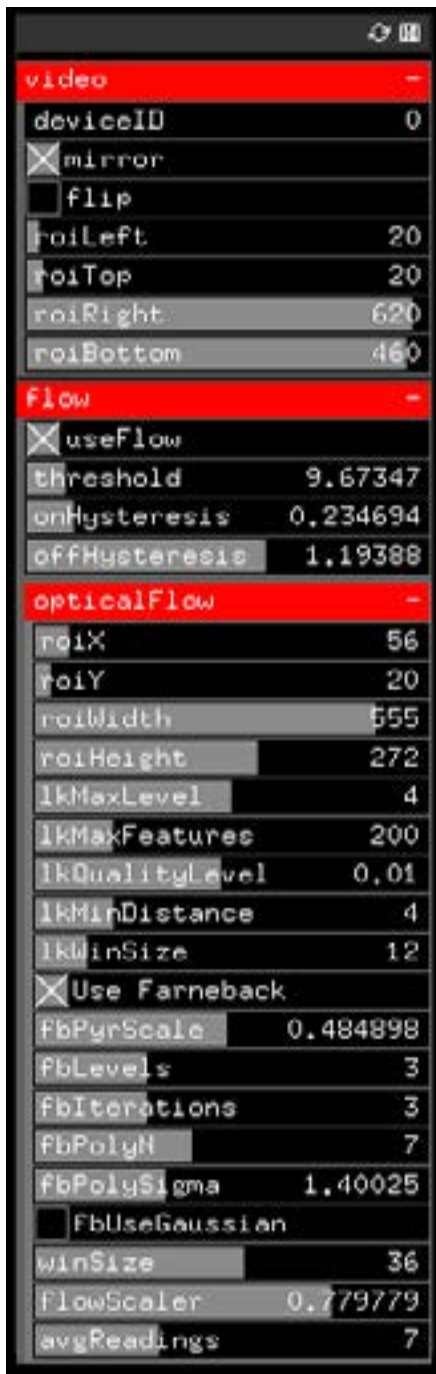 video -
deviceID 0
mirror
flip
roiLeft 20
roiTop 20
roiRight 620
roiBottom 460
flow -
useFlow
threshold 9.67347
onHysteresis 0.234694
offHysteresis 1.19388
opticalFlow -
roiX 56
roiY 20
roiWidth 555
roiHeight 272
lkMaxLevel 4
lkMaxFeatures 200
lkQualityLevel 0.01
lkMinDistance 4
lkWinSize 12
Use Farneback
fbPyrScale 0.484898
fbLevels 3
fbIterations 3
fbPolyN 7
fbPolySigma 1.40025
fbUseGaussian
winSize 36
flowScaler 0.779779
avgReadings 7